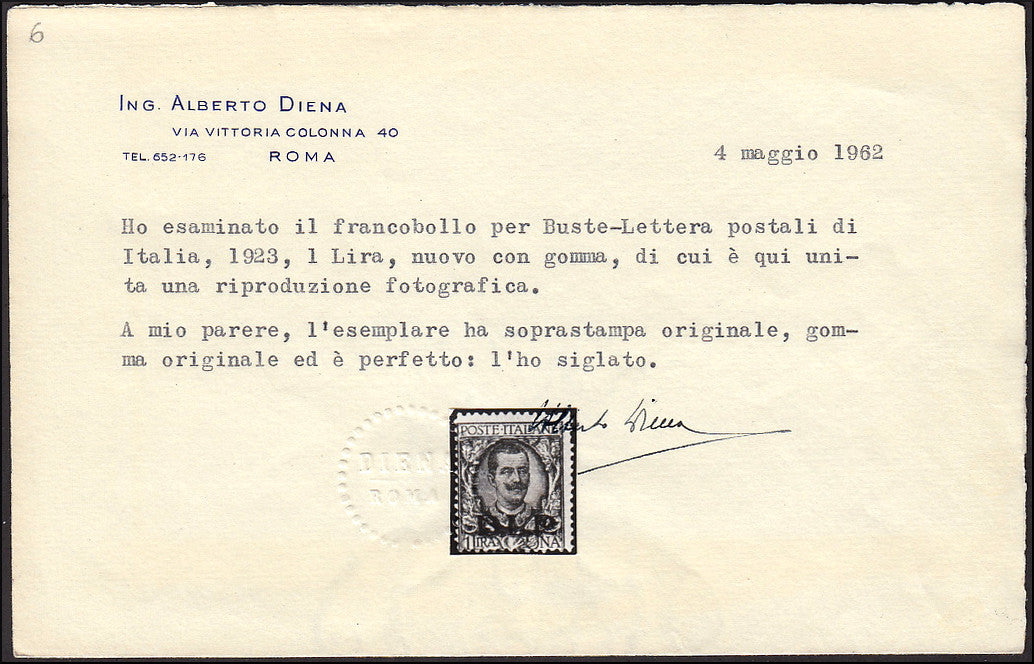 6
ING. ALBERTO DIENA
VIA VITTORIA COLONNA 40
TEL. 652-176 ROMA
4 maggio 1962
Ho esaminato il francobollo per Buste-Lettera postali di
Italia, 1923, 1 Lira, nuovo con gomma, di cui è qui uni-
ta una riproduzione fotografica.
A mio parere, l'esemplare ha soprastampa originale, gom-
ma originale ed è perfetto: l'ho siglato.
Alberto Diena
DIENA
ROMA
POSTE·ITALIANE
B.L.P.
1 LIRA UNA